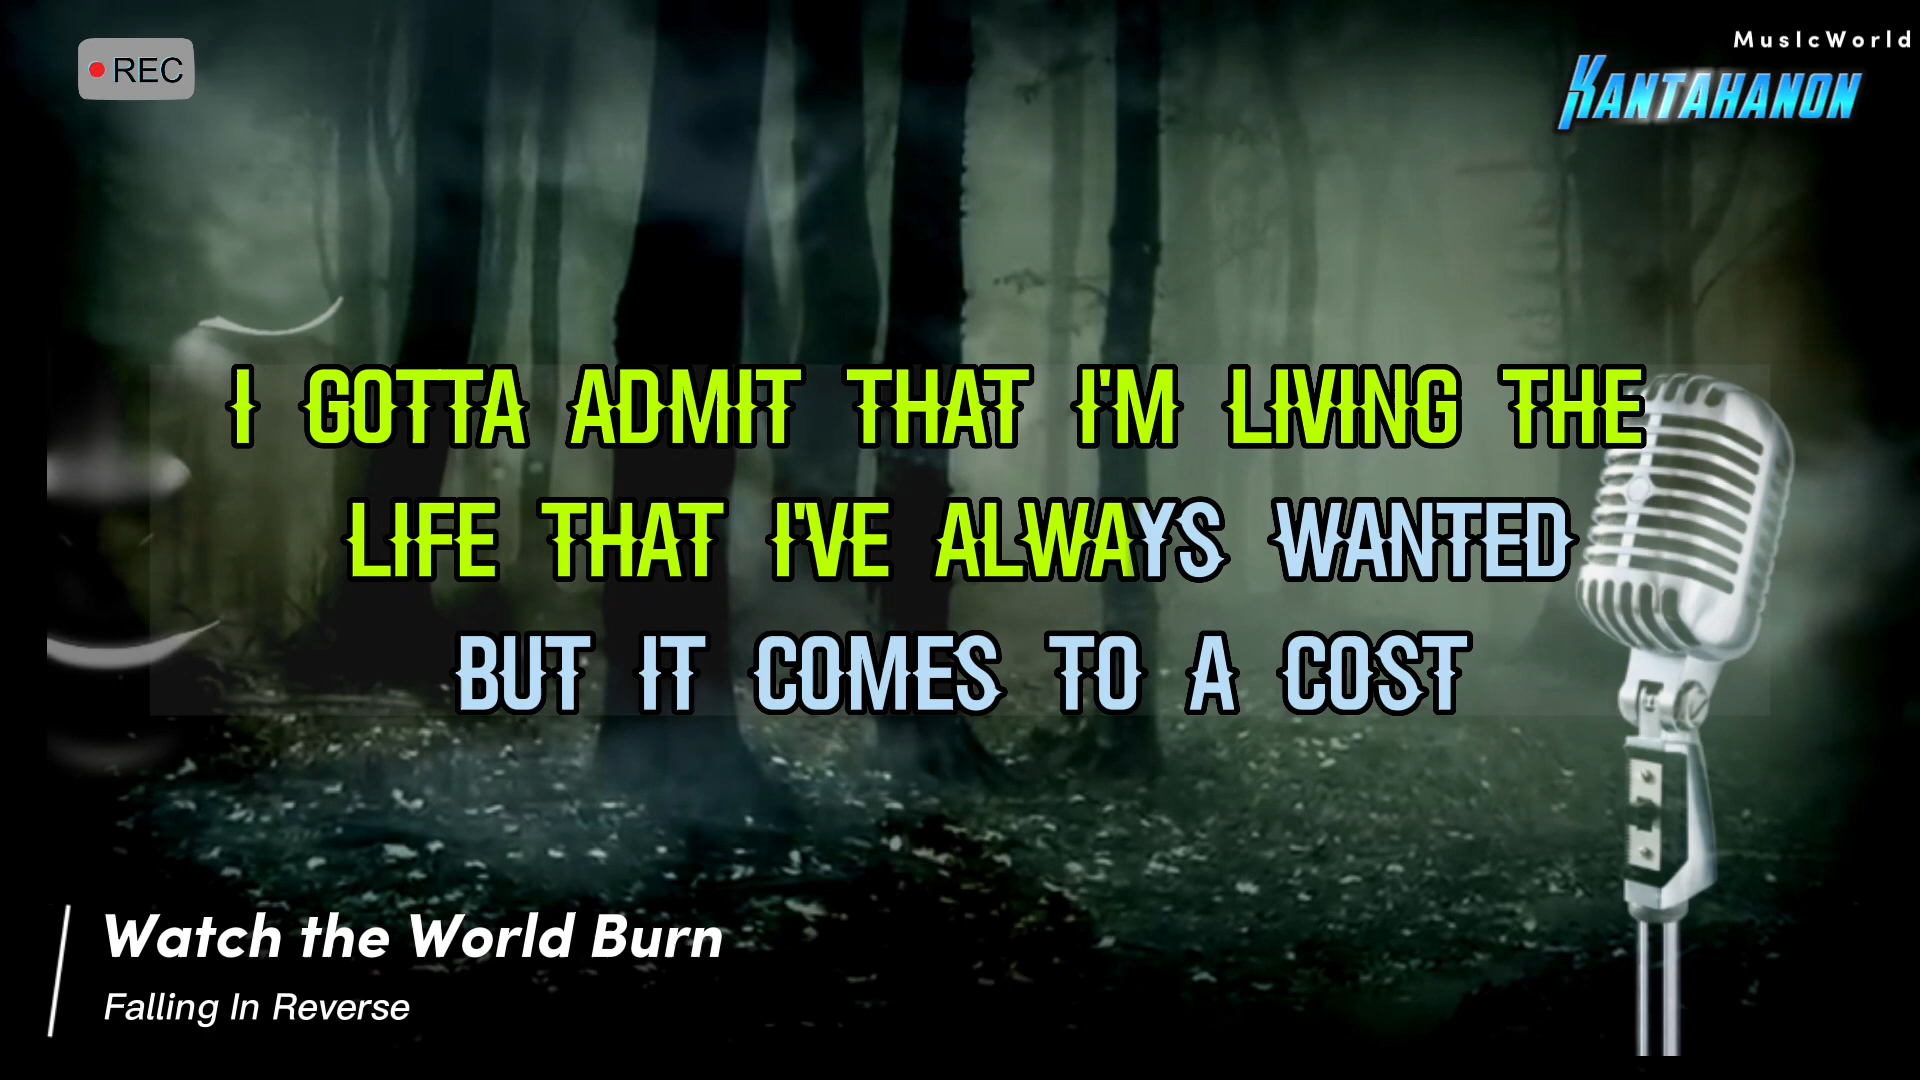 REC
MusIcWorld
KANTAHANON
I GOTTA ADMIT THAT I'M LIVING THE
LIFE THAT I'VE ALWAYS WANTED
BUT IT COMES TO A COST
Watch the World Burn
Falling In Reverse